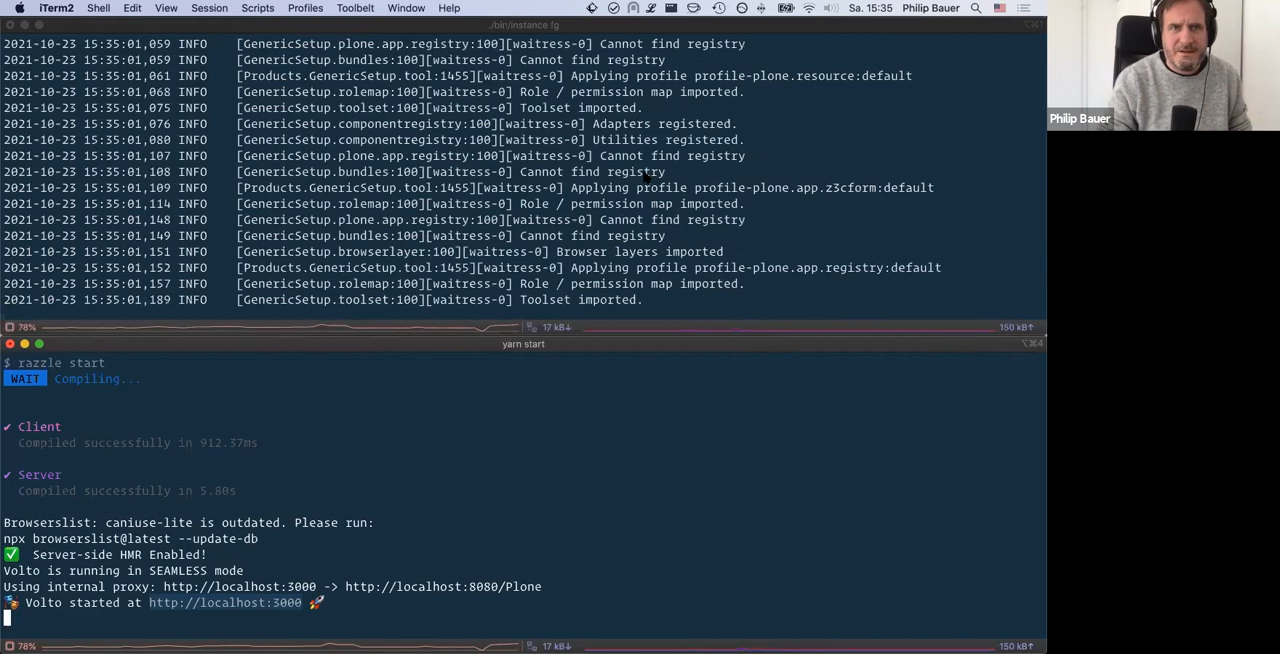 iTerm2 Shell Edit View Session Scripts Profiles Toolbelt Window Help Sa. 15:35 Philip Bauer
./bin/instance fg ⌥⌘1
2021-10-23 15:35:01,059 INFO [GenericSetup.plone.app.registry:100][waitress-0] Cannot find registry
2021-10-23 15:35:01,059 INFO [GenericSetup.bundles:100][waitress-0] Cannot find registry
2021-10-23 15:35:01,061 INFO [Products.GenericSetup.tool:1455][waitress-0] Applying profile profile-plone.resource:default
2021-10-23 15:35:01,068 INFO [GenericSetup.rolemap:100][waitress-0] Role / permission map imported.
2021-10-23 15:35:01,075 INFO [GenericSetup.toolset:100][waitress-0] Toolset imported.
2021-10-23 15:35:01,076 INFO [GenericSetup.componentregistry:100][waitress-0] Adapters registered.
2021-10-23 15:35:01,080 INFO [GenericSetup.componentregistry:100][waitress-0] Utilities registered.
2021-10-23 15:35:01,107 INFO [GenericSetup.plone.app.registry:100][waitress-0] Cannot find registry
2021-10-23 15:35:01,108 INFO [GenericSetup.bundles:100][waitress-0] Cannot find registry
2021-10-23 15:35:01,109 INFO [Products.GenericSetup.tool:1455][waitress-0] Applying profile profile-plone.app.z3cform:default
2021-10-23 15:35:01,114 INFO [GenericSetup.rolemap:100][waitress-0] Role / permission map imported.
2021-10-23 15:35:01,148 INFO [GenericSetup.plone.app.registry:100][waitress-0] Cannot find registry
2021-10-23 15:35:01,149 INFO [GenericSetup.bundles:100][waitress-0] Cannot find registry
2021-10-23 15:35:01,151 INFO [GenericSetup.browserlayer:100][waitress-0] Browser layers imported
2021-10-23 15:35:01,152 INFO [Products.GenericSetup.tool:1455][waitress-0] Applying profile profile-plone.app.registry:default
2021-10-23 15:35:01,157 INFO [GenericSetup.rolemap:100][waitress-0] Role / permission map imported.
2021-10-23 15:35:01,189 INFO [GenericSetup.toolset:100][waitress-0] Toolset imported.
78% 17 kB↓ 150 kB↑
yarn start ⌥⌘4
$ razzle start
WAIT Compiling...
✔ Client
Compiled successfully in 912.37ms
✔ Server
Compiled successfully in 5.80s
Browserslist: caniuse-lite is outdated. Please run:
npx browserslist@latest --update-db
✅ Server-side HMR Enabled!
Volto is running in SEAMLESS mode
Using internal proxy: http://localhost:3000 -> http://localhost:8080/Plone
🎭 Volto started at http://localhost:3000 🚀
78% 17 kB↓ 150 kB↑
Philip Bauer